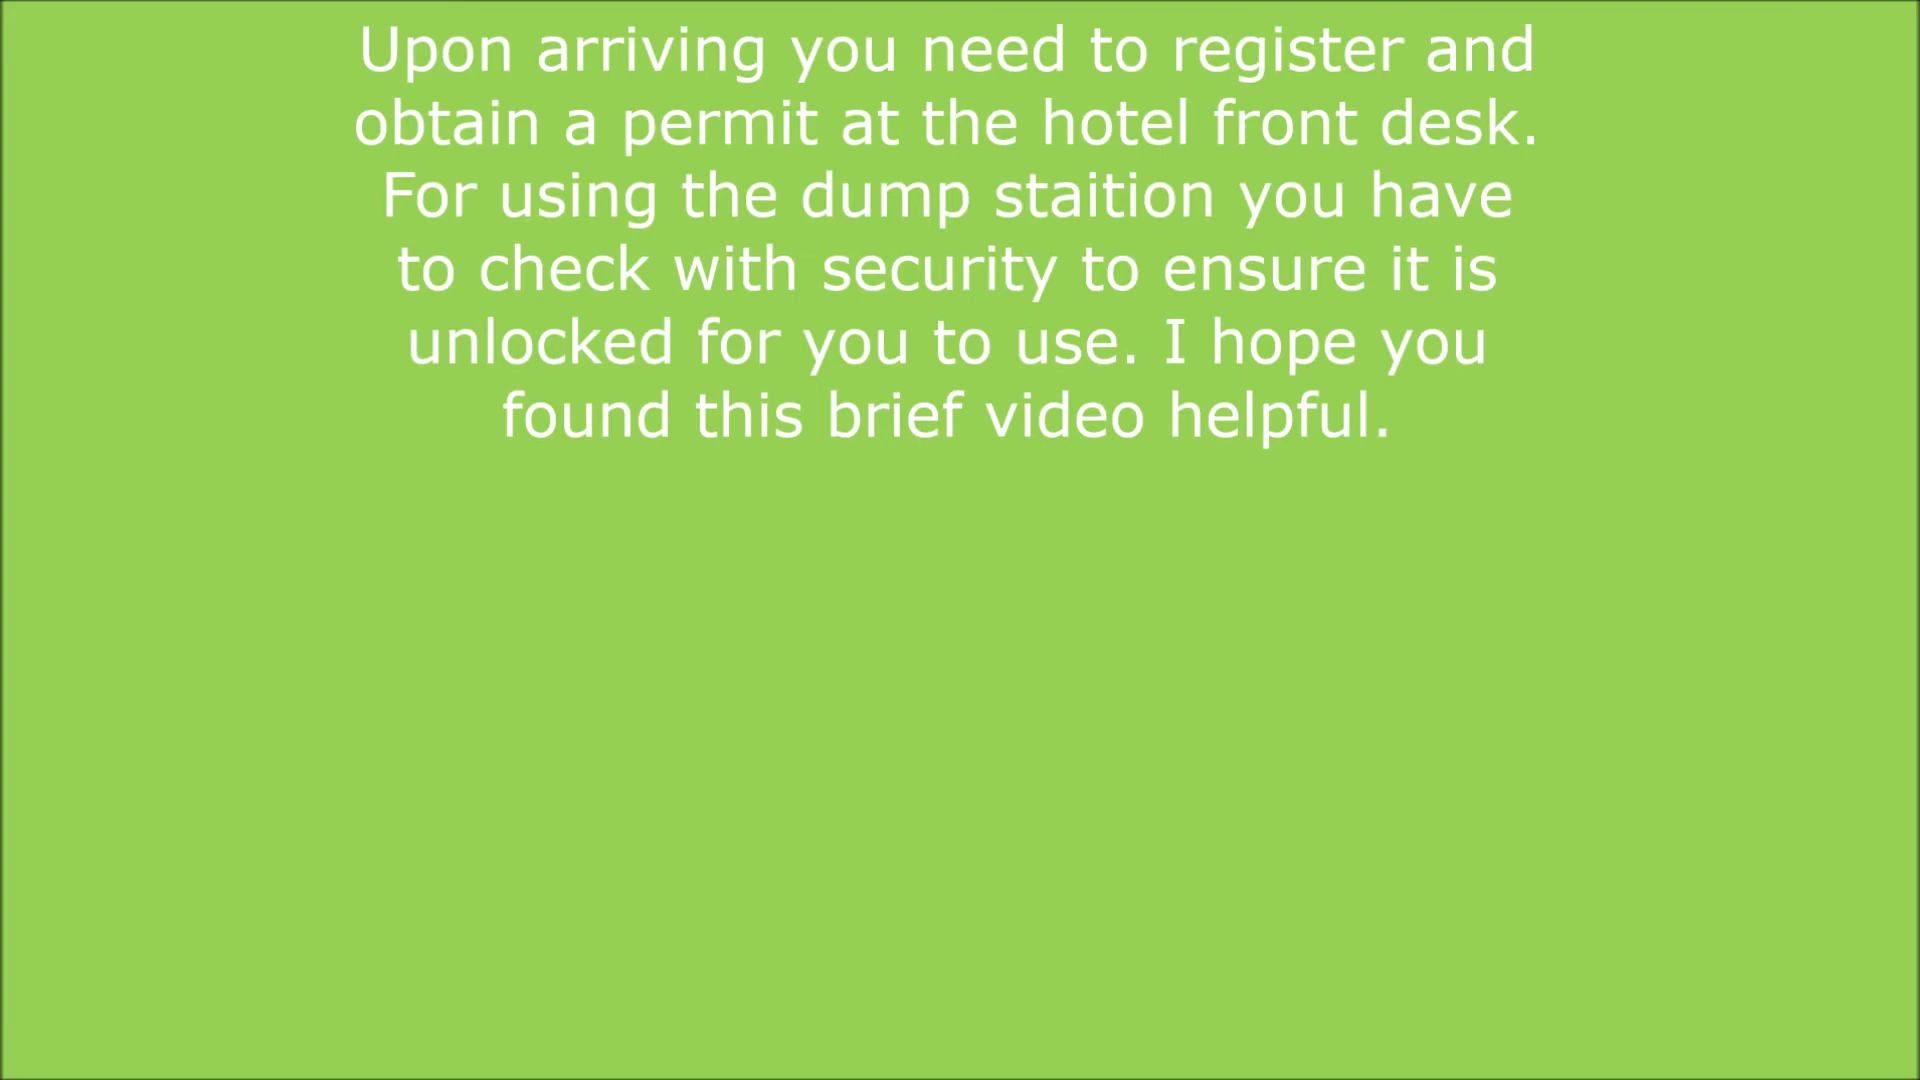 Upon arriving you need to register and
obtain a permit at the hotel front desk.
For using the dump staition you have
to check with security to ensure it is
unlocked for you to use. I hope you
found this brief video helpful.